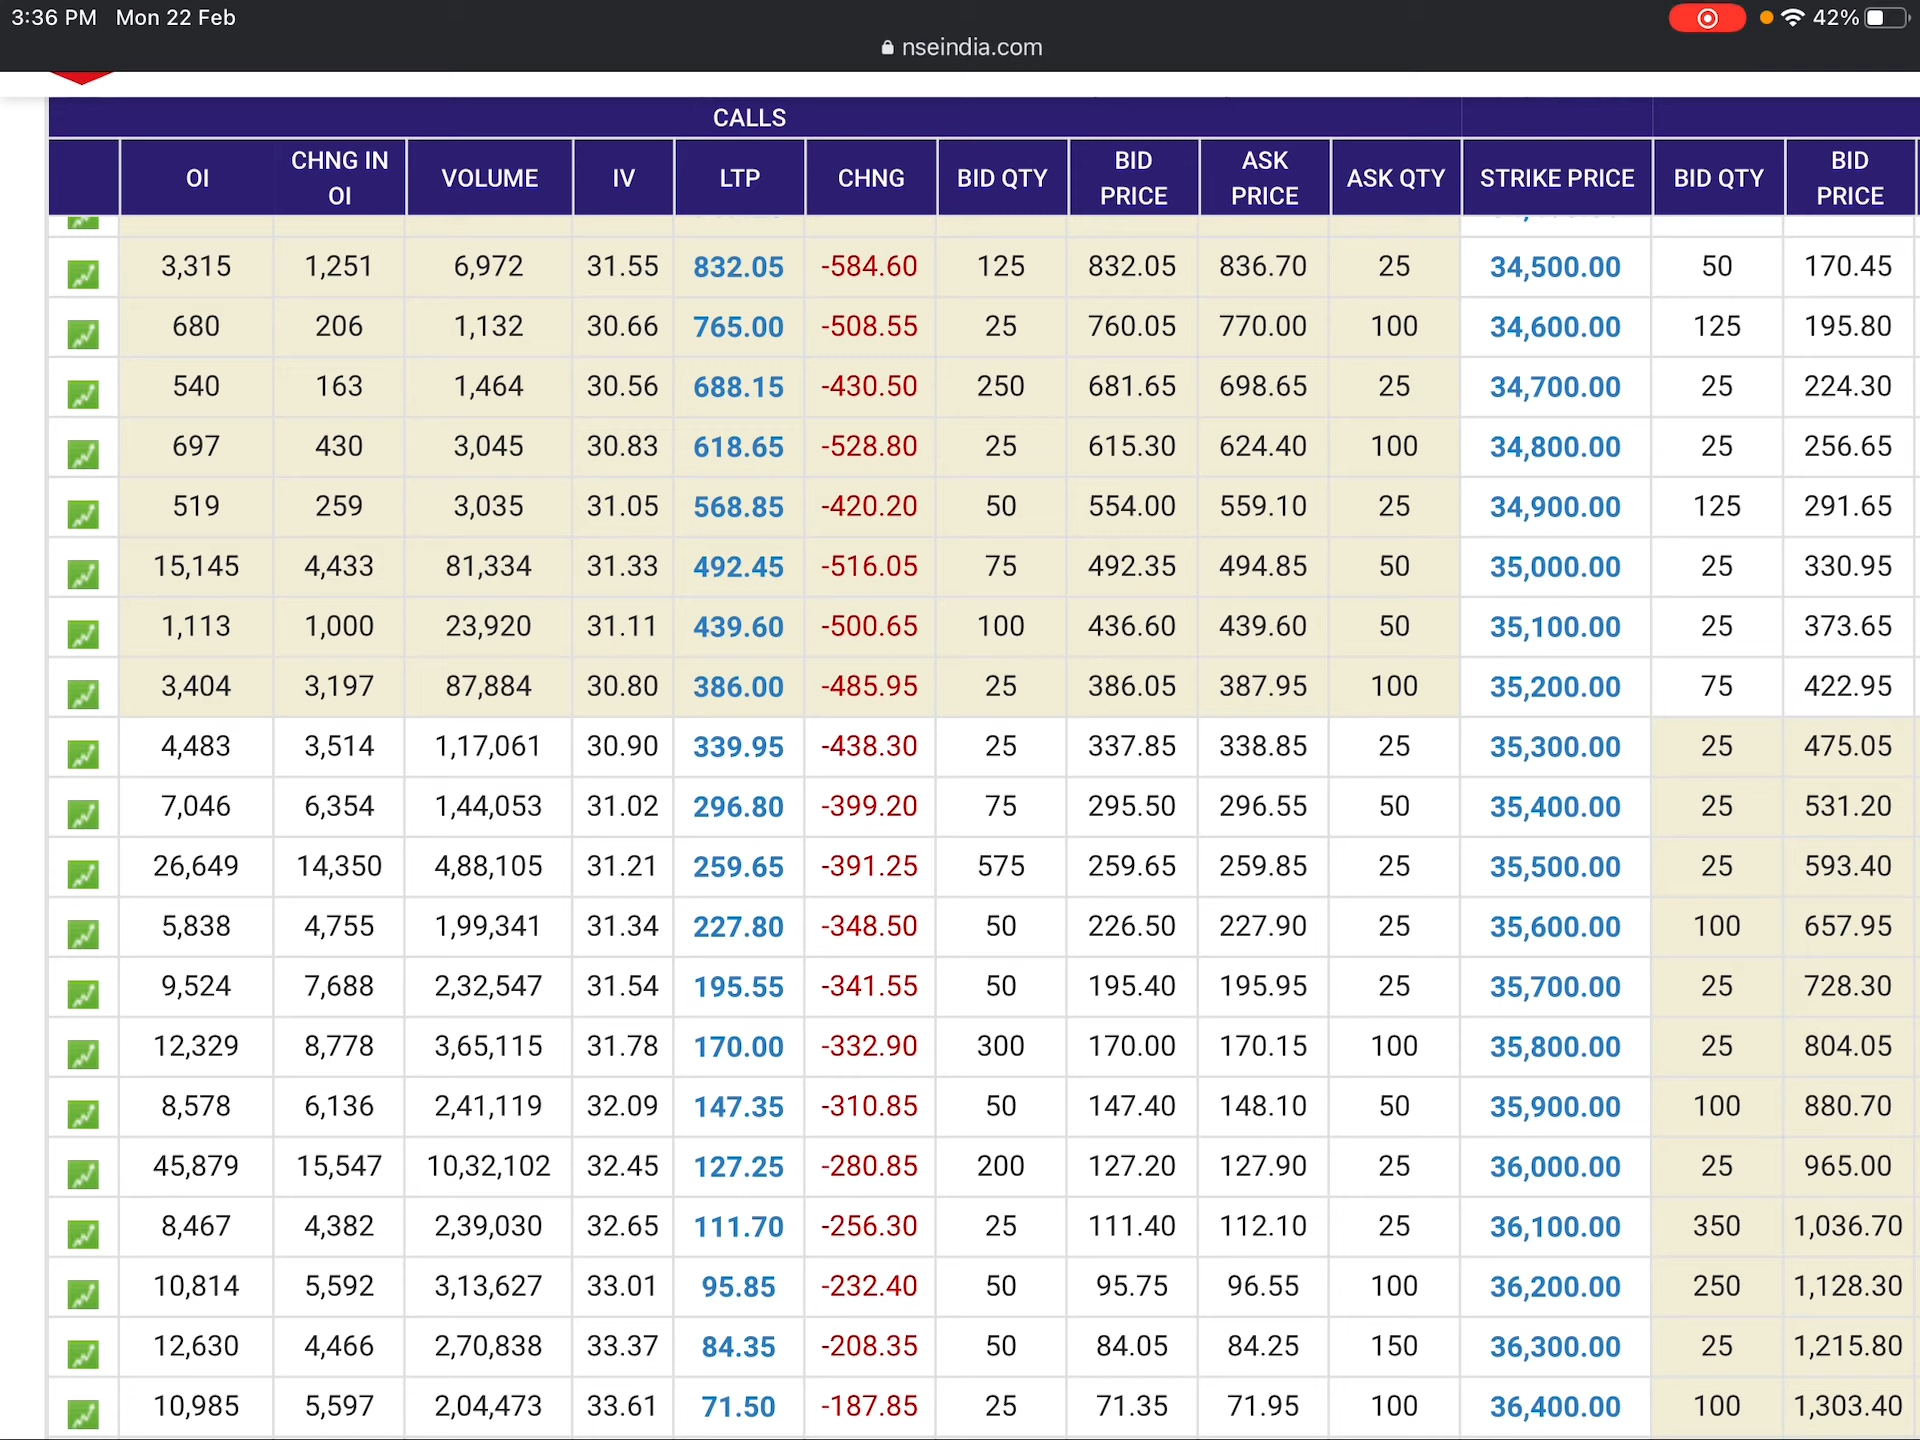 3:36 PM Mon 22 Feb
42%
nseindia.com
CALLS
OI CHNG IN OI VOLUME IV LTP CHNG BID QTY BID PRICE ASK PRICE ASK QTY STRIKE PRICE BID QTY BID PRICE
3,315 1,251 6,972 31.55 832.05 -584.60 125 832.05 836.70 25 34,500.00 50 170.45
680 206 1,132 30.66 765.00 -508.55 25 760.05 770.00 100 34,600.00 125 195.80
540 163 1,464 30.56 688.15 -430.50 250 681.65 698.65 25 34,700.00 25 224.30
697 430 3,045 30.83 618.65 -528.80 25 615.30 624.40 100 34,800.00 25 256.65
519 259 3,035 31.05 568.85 -420.20 50 554.00 559.10 25 34,900.00 125 291.65
15,145 4,433 81,334 31.33 492.45 -516.05 75 492.35 494.85 50 35,000.00 25 330.95
1,113 1,000 23,920 31.11 439.60 -500.65 100 436.60 439.60 50 35,100.00 25 373.65
3,404 3,197 87,884 30.80 386.00 -485.95 25 386.05 387.95 100 35,200.00 75 422.95
4,483 3,514 1,17,061 30.90 339.95 -438.30 25 337.85 338.85 25 35,300.00 25 475.05
7,046 6,354 1,44,053 31.02 296.80 -399.20 75 295.50 296.55 50 35,400.00 25 531.20
26,649 14,350 4,88,105 31.21 259.65 -391.25 575 259.65 259.85 25 35,500.00 25 593.40
5,838 4,755 1,99,341 31.34 227.80 -348.50 50 226.50 227.90 25 35,600.00 100 657.95
9,524 7,688 2,32,547 31.54 195.55 -341.55 50 195.40 195.95 25 35,700.00 25 728.30
12,329 8,778 3,65,115 31.78 170.00 -332.90 300 170.00 170.15 100 35,800.00 25 804.05
8,578 6,136 2,41,119 32.09 147.35 -310.85 50 147.40 148.10 50 35,900.00 100 880.70
45,879 15,547 10,32,102 32.45 127.25 -280.85 200 127.20 127.90 25 36,000.00 25 965.00
8,467 4,382 2,39,030 32.65 111.70 -256.30 25 111.40 112.10 25 36,100.00 350 1,036.70
10,814 5,592 3,13,627 33.01 95.85 -232.40 50 95.75 96.55 100 36,200.00 250 1,128.30
12,630 4,466 2,70,838 33.37 84.35 -208.35 50 84.05 84.25 150 36,300.00 25 1,215.80
10,985 5,597 2,04,473 33.61 71.50 -187.85 25 71.35 71.95 100 36,400.00 100 1,303.40